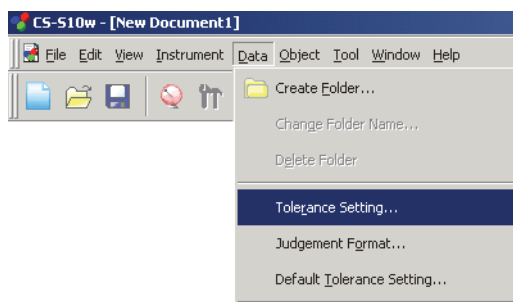 CS-S10w - [New Document1]
File Edit View Instrument Data Object Tool Window Help
Create Folder...
Change Folder Name...
Delete Folder
Tolerance Setting...
Judgement Format...
Default Tolerance Setting...